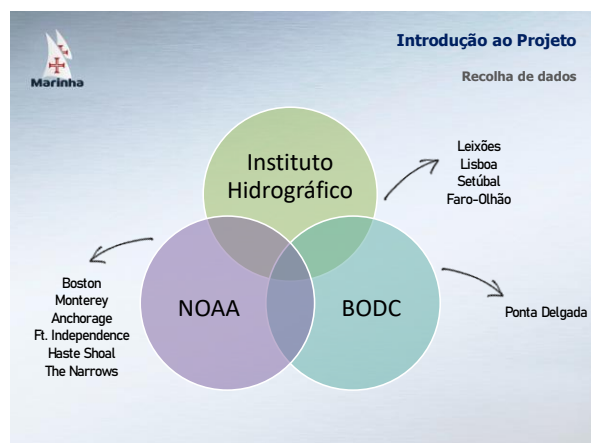 Introdução ao Projeto
Marinha
Recolha de dados
Instituto
Hidrográfico
Leixões
Lisboa
Setúbal
Faro-Olhão
NOAA
BODC
Boston
Monterey
Anchorage
Ft. Independence
Haste Shoal
The Narrows
Ponta Delgada